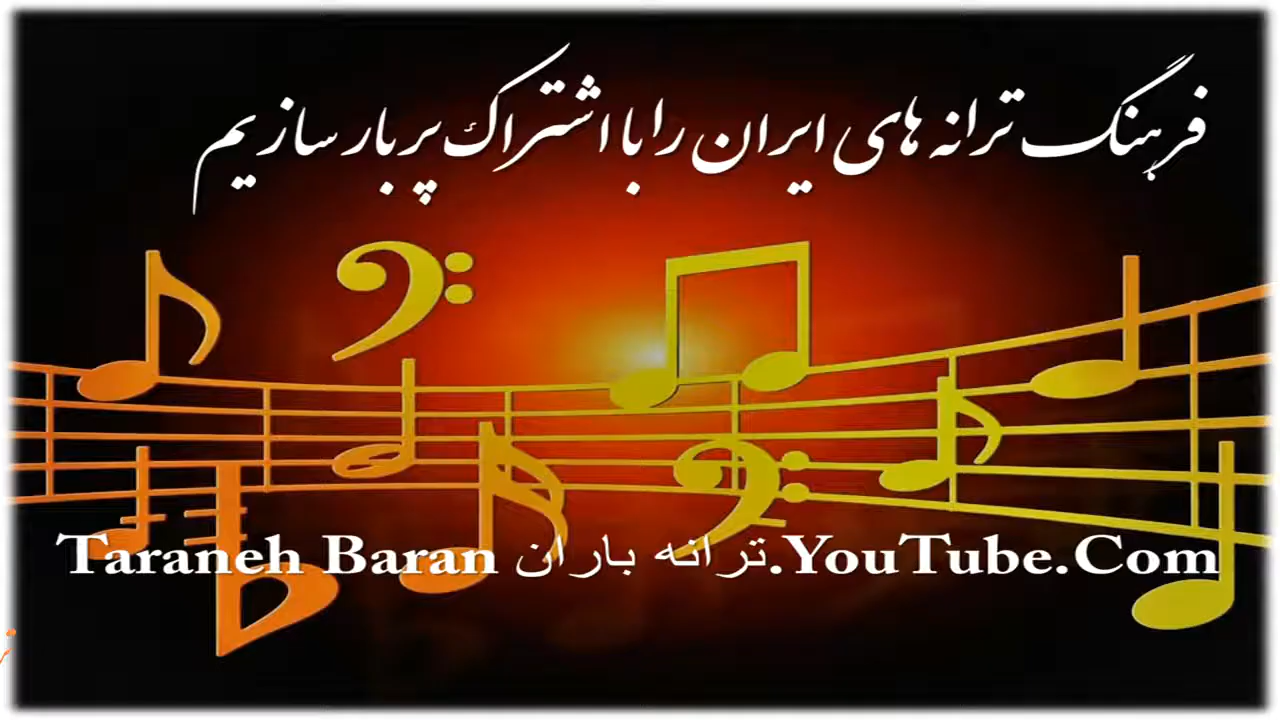 فرهنگ ترانه های ایران را با اشتراک پربار سازیم
Taraneh Baran ترانه باران.YouTube.Com